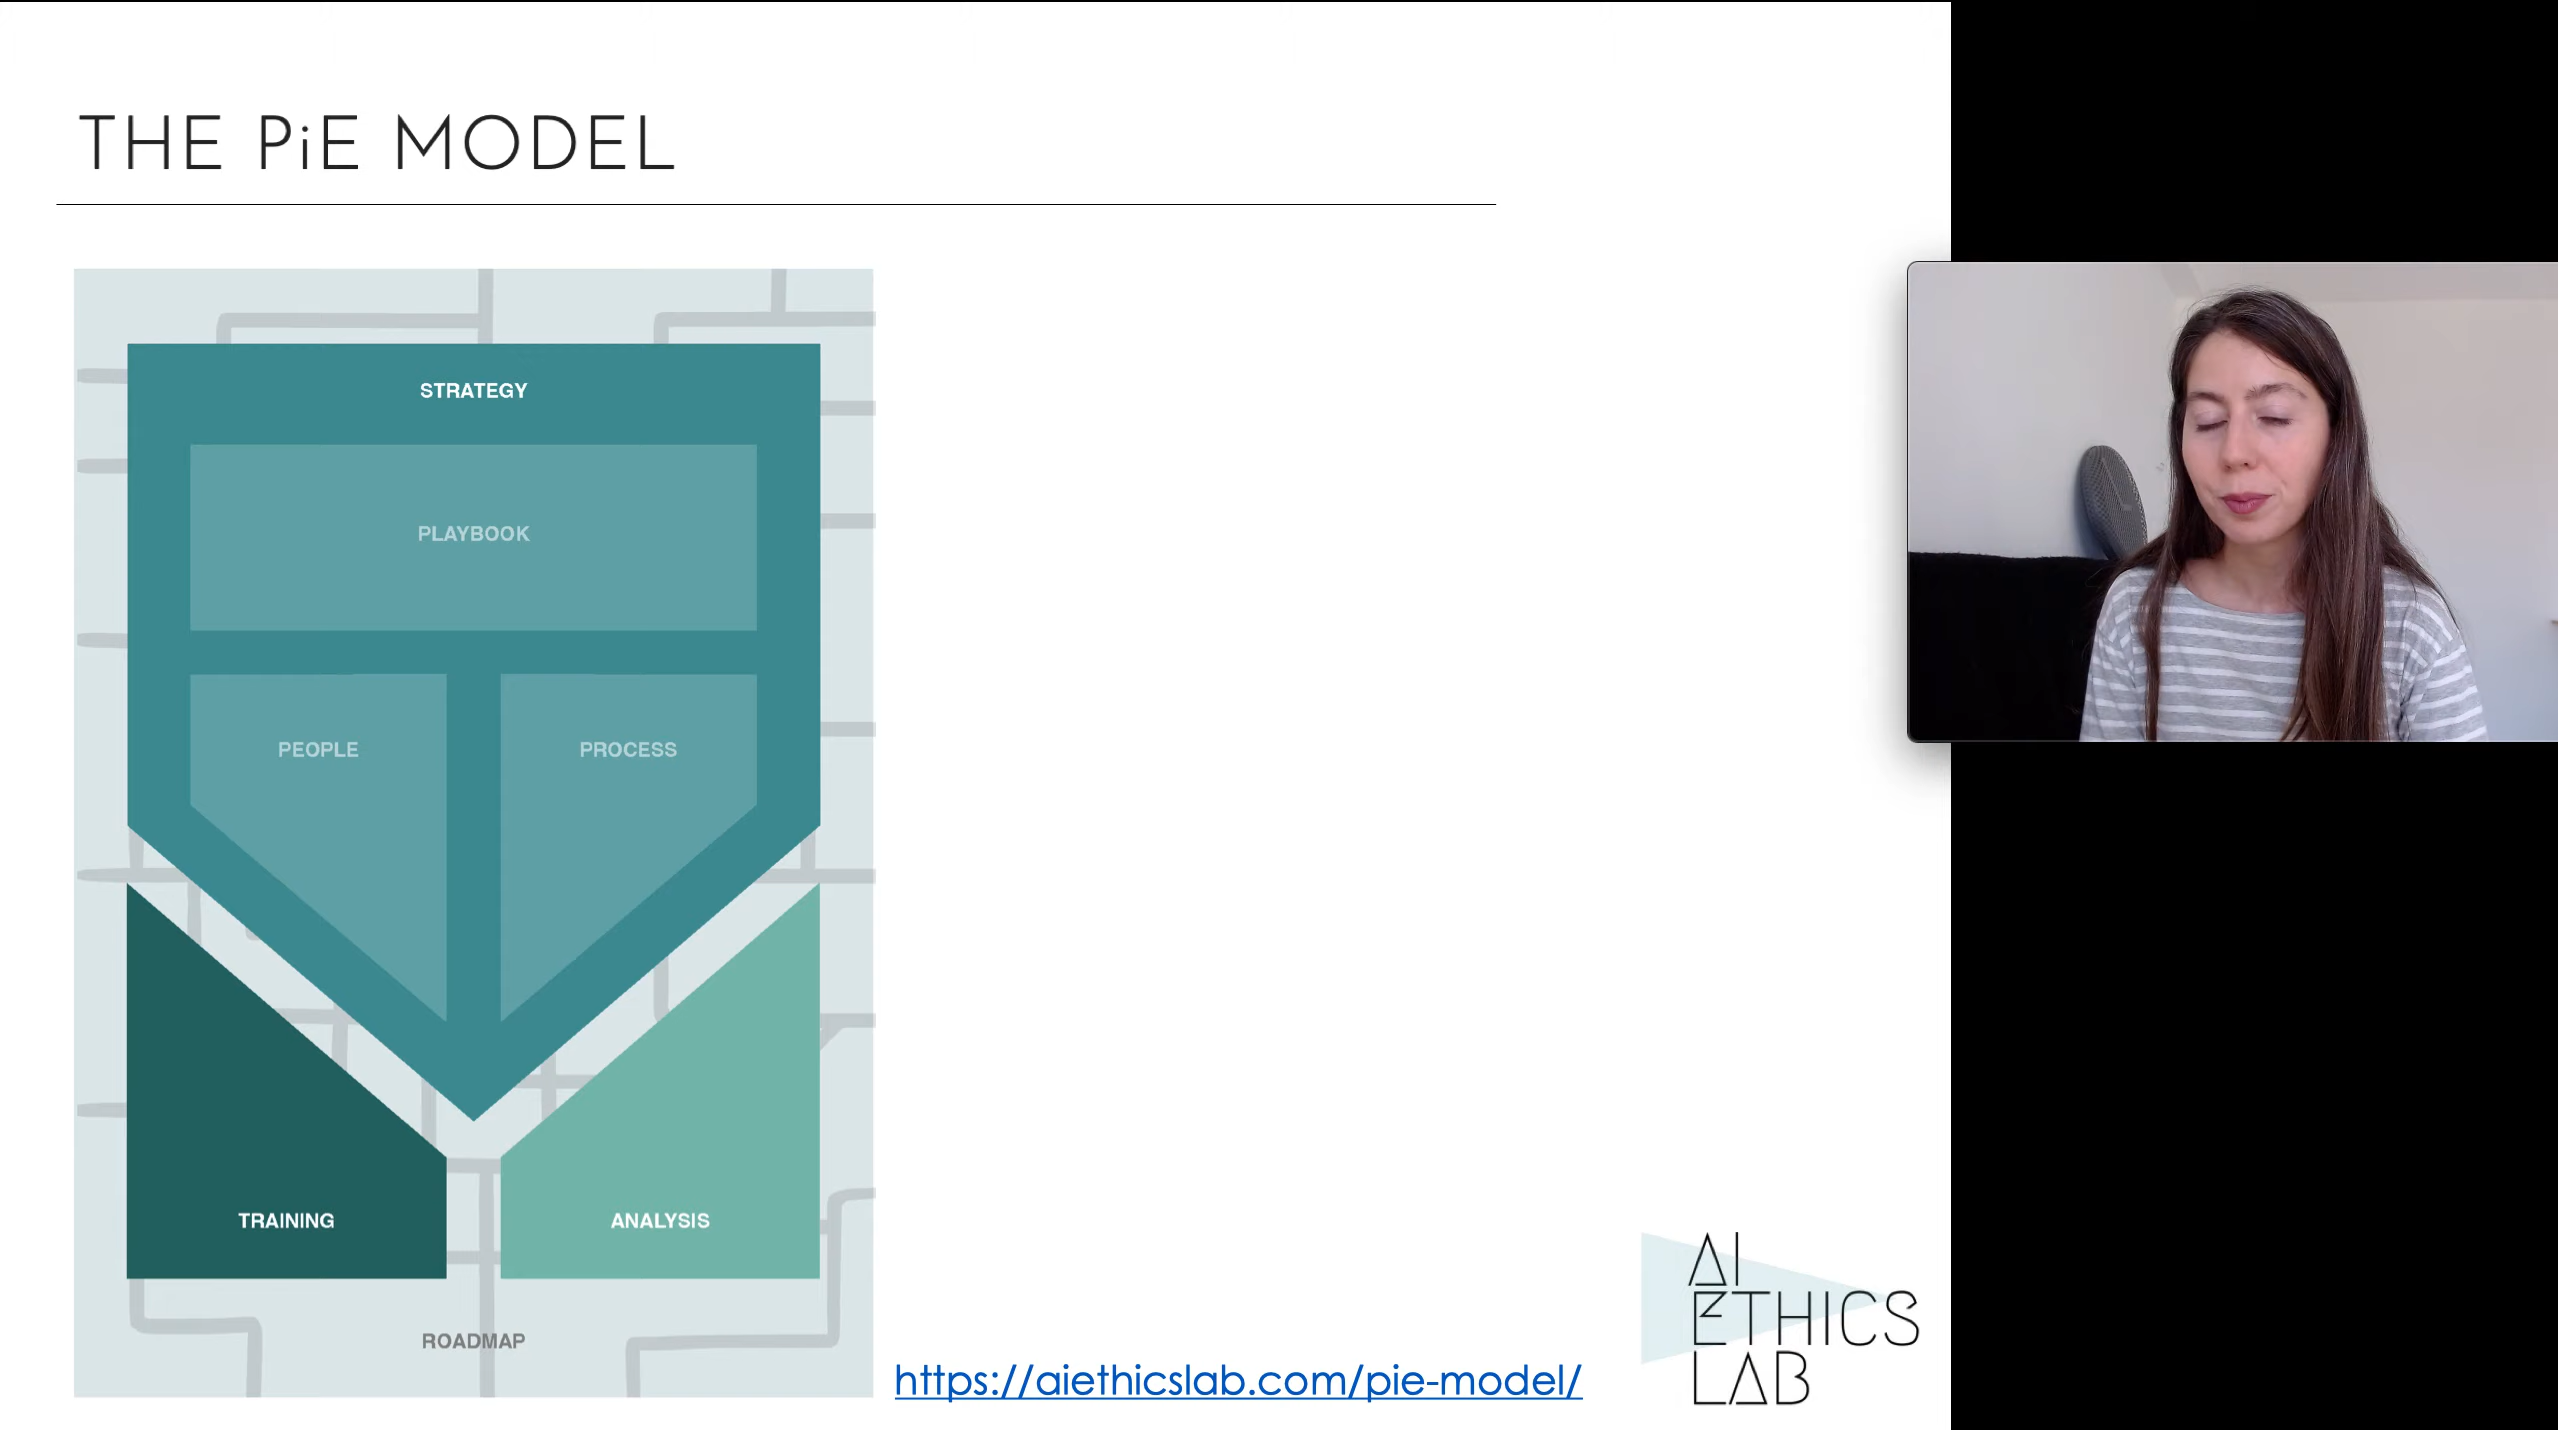 THE PiE MODEL
STRATEGY
PLAYBOOK
PEOPLE
PROCESS
TRAINING
ANALYSIS
ROADMAP
https://aiethicslab.com/pie-model/
AI
ETHICS
LAB